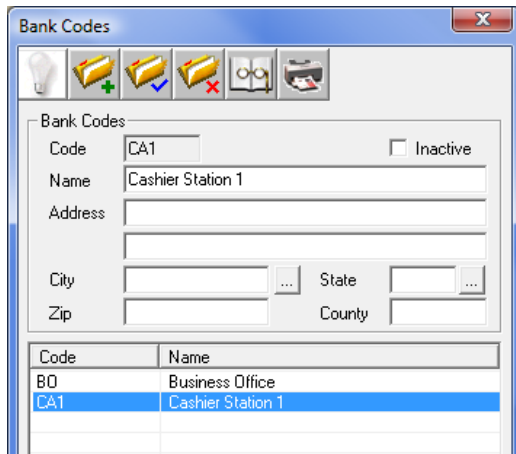 Bank Codes
Bank Codes
Code CA1 Inactive
Name Cashier Station 1
Address
City ... State ...
Zip County
Code Name
BO Business Office
CA1 Cashier Station 1